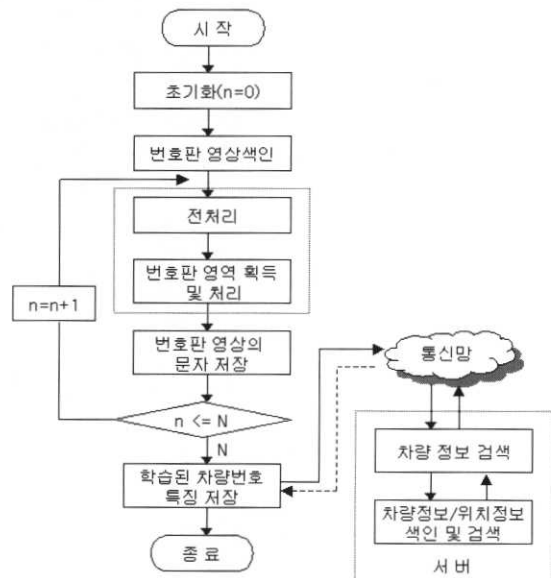 시 작
초기화(n=0)
번호판 영상색인
전처리
번호판 영역 획득
및 처리
n=n+1
번호판 영상의
문자 저장
통신망
n <= N
N
차량 정보 검색
학습된 차량번호
특징 저장
차량정보/위치정보
색인 및 검색
종 료
서 버